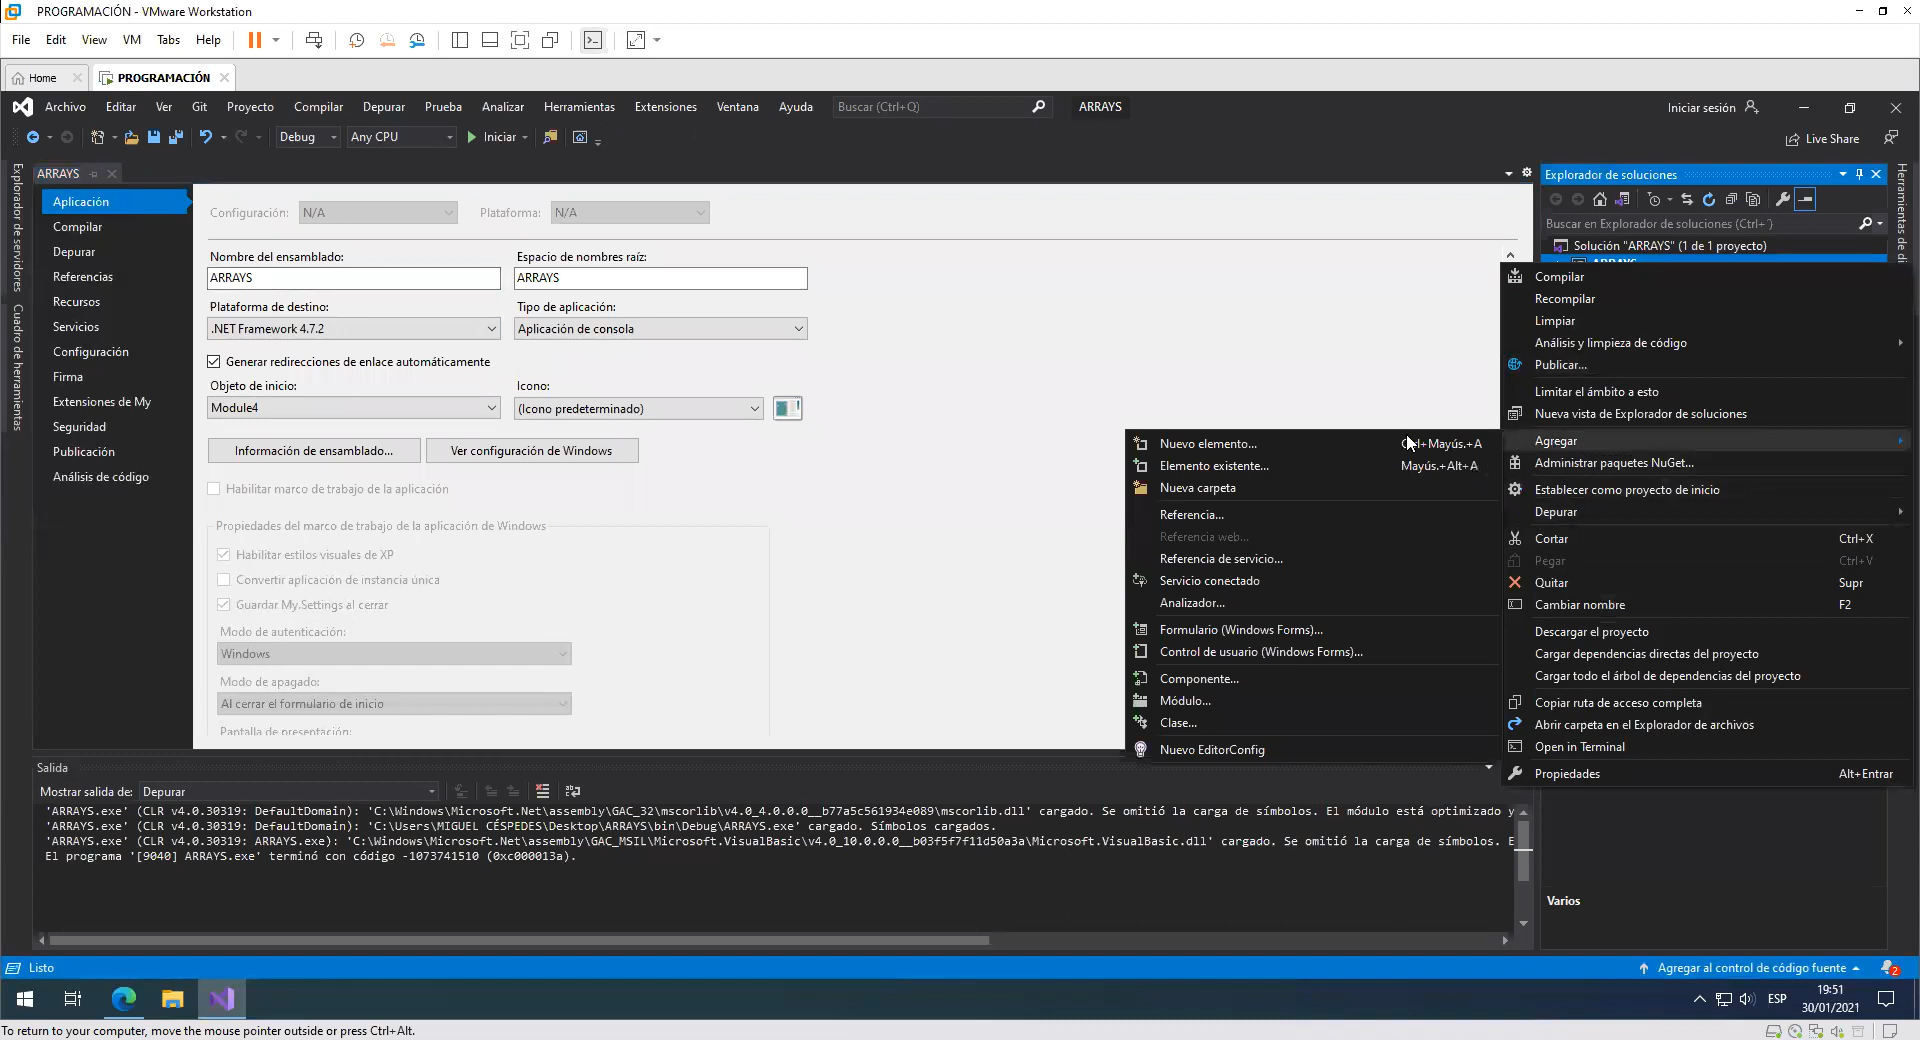 PROGRAMACIÓN - VMware Workstation
File Edit View VM Tabs Help
Home PROGRAMACIÓN
Archivo Editar Ver Git Proyecto Compilar Depurar Prueba Analizar Herramientas Extensiones Ventana Ayuda Buscar (Ctrl+Q) ARRAYS Iniciar sesión
Debug Any CPU Iniciar Live Share
Explorador de servidores
Cuadro de herramientas
ARRAYS
Aplicación
Compilar
Depurar
Referencias
Recursos
Servicios
Configuración
Firma
Extensiones de My
Seguridad
Publicación
Análisis de código
Configuración: N/A Plataforma: N/A
Nombre del ensamblado: Espacio de nombres raíz:
ARRAYS ARRAYS
Plataforma de destino: Tipo de aplicación:
.NET Framework 4.7.2 Aplicación de consola
Generar redirecciones de enlace automáticamente
Objeto de inicio: Icono:
Module4 (Icono predeterminado)
Información de ensamblado... Ver configuración de Windows
Habilitar marco de trabajo de la aplicación
Propiedades del marco de trabajo de la aplicación de Windows
Habilitar estilos visuales de XP
Convertir aplicación de instancia única
Guardar My.Settings al cerrar
Modo de autenticación:
Windows
Modo de apagado:
Al cerrar el formulario de inicio
Pantalla de presentación:
Nuevo elemento... Ctrl+Mayús.+A
Elemento existente... Mayús.+Alt+A
Nueva carpeta
Referencia...
Referencia web...
Referencia de servicio...
Servicio conectado
Analizador...
Formulario (Windows Forms)...
Control de usuario (Windows Forms)...
Componente...
Módulo...
Clase...
Nuevo EditorConfig
Explorador de soluciones
Buscar en Explorador de soluciones (Ctrl+´)
Solución "ARRAYS" (1 de 1 proyecto)
ARRAYS
Compilar
Recompilar
Limpiar
Análisis y limpieza de código
Publicar...
Limitar el ámbito a esto
Nueva vista de Explorador de soluciones
Agregar
Administrar paquetes NuGet...
Establecer como proyecto de inicio
Depurar
Cortar Ctrl+X
Pegar Ctrl+V
Quitar Supr
Cambiar nombre F2
Descargar el proyecto
Cargar dependencias directas del proyecto
Cargar todo el árbol de dependencias del proyecto
Copiar ruta de acceso completa
Abrir carpeta en el Explorador de archivos
Open in Terminal
Propiedades Alt+Entrar
Varios
Herramientas de di
Salida
Mostrar salida de: Depurar
'ARRAYS.exe' (CLR v4.0.30319: DefaultDomain): 'C:\Windows\Microsoft.Net\assembly\GAC_32\mscorlib\v4.0_4.0.0.0__b77a5c561934e089\mscorlib.dll' cargado. Se omitió la carga de símbolos. El módulo está optimizado y
'ARRAYS.exe' (CLR v4.0.30319: DefaultDomain): 'C:\Users\MIGUEL CÉSPEDES\Desktop\ARRAYS\bin\Debug\ARRAYS.exe' cargado. Símbolos cargados.
'ARRAYS.exe' (CLR v4.0.30319: ARRAYS.exe): 'C:\Windows\Microsoft.Net\assembly\GAC_MSIL\Microsoft.VisualBasic\v4.0_10.0.0.0__b03f5f7f11d50a3a\Microsoft.VisualBasic.dll' cargado. Se omitió la carga de símbolos. E
El programa '[9040] ARRAYS.exe' terminó con código -1073741510 (0xc000013a).
Listo Agregar al control de código fuente 2
ESP 19:51
30/01/2021
To return to your computer, move the mouse pointer outside or press Ctrl+Alt.